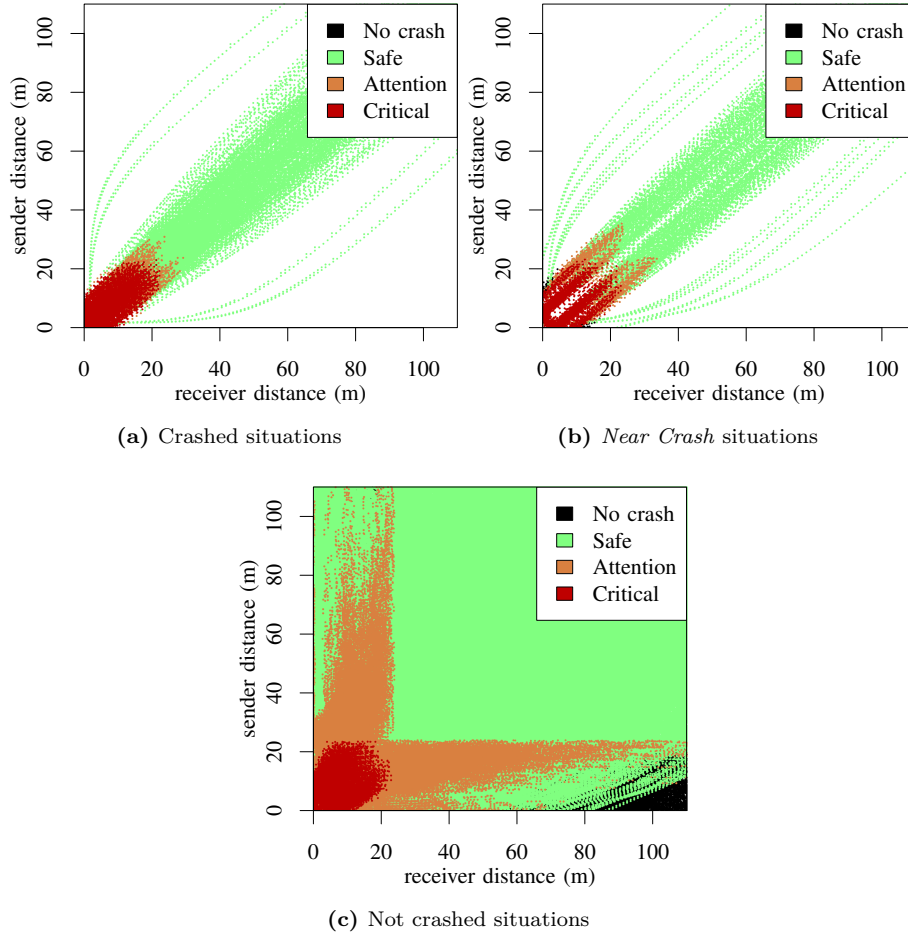 No crash
Safe
Attention
Critical
0 20 40 60 80 100
sender distance (m)
0 20 40 60 80 100
receiver distance (m)
(a) Crashed situations
No crash
Safe
Attention
Critical
0 20 40 60 80 100
sender distance (m)
0 20 40 60 80 100
receiver distance (m)
(b) Near Crash situations
No crash
Safe
Attention
Critical
0 20 40 60 80 100
sender distance (m)
0 20 40 60 80 100
receiver distance (m)
(c) Not crashed situations